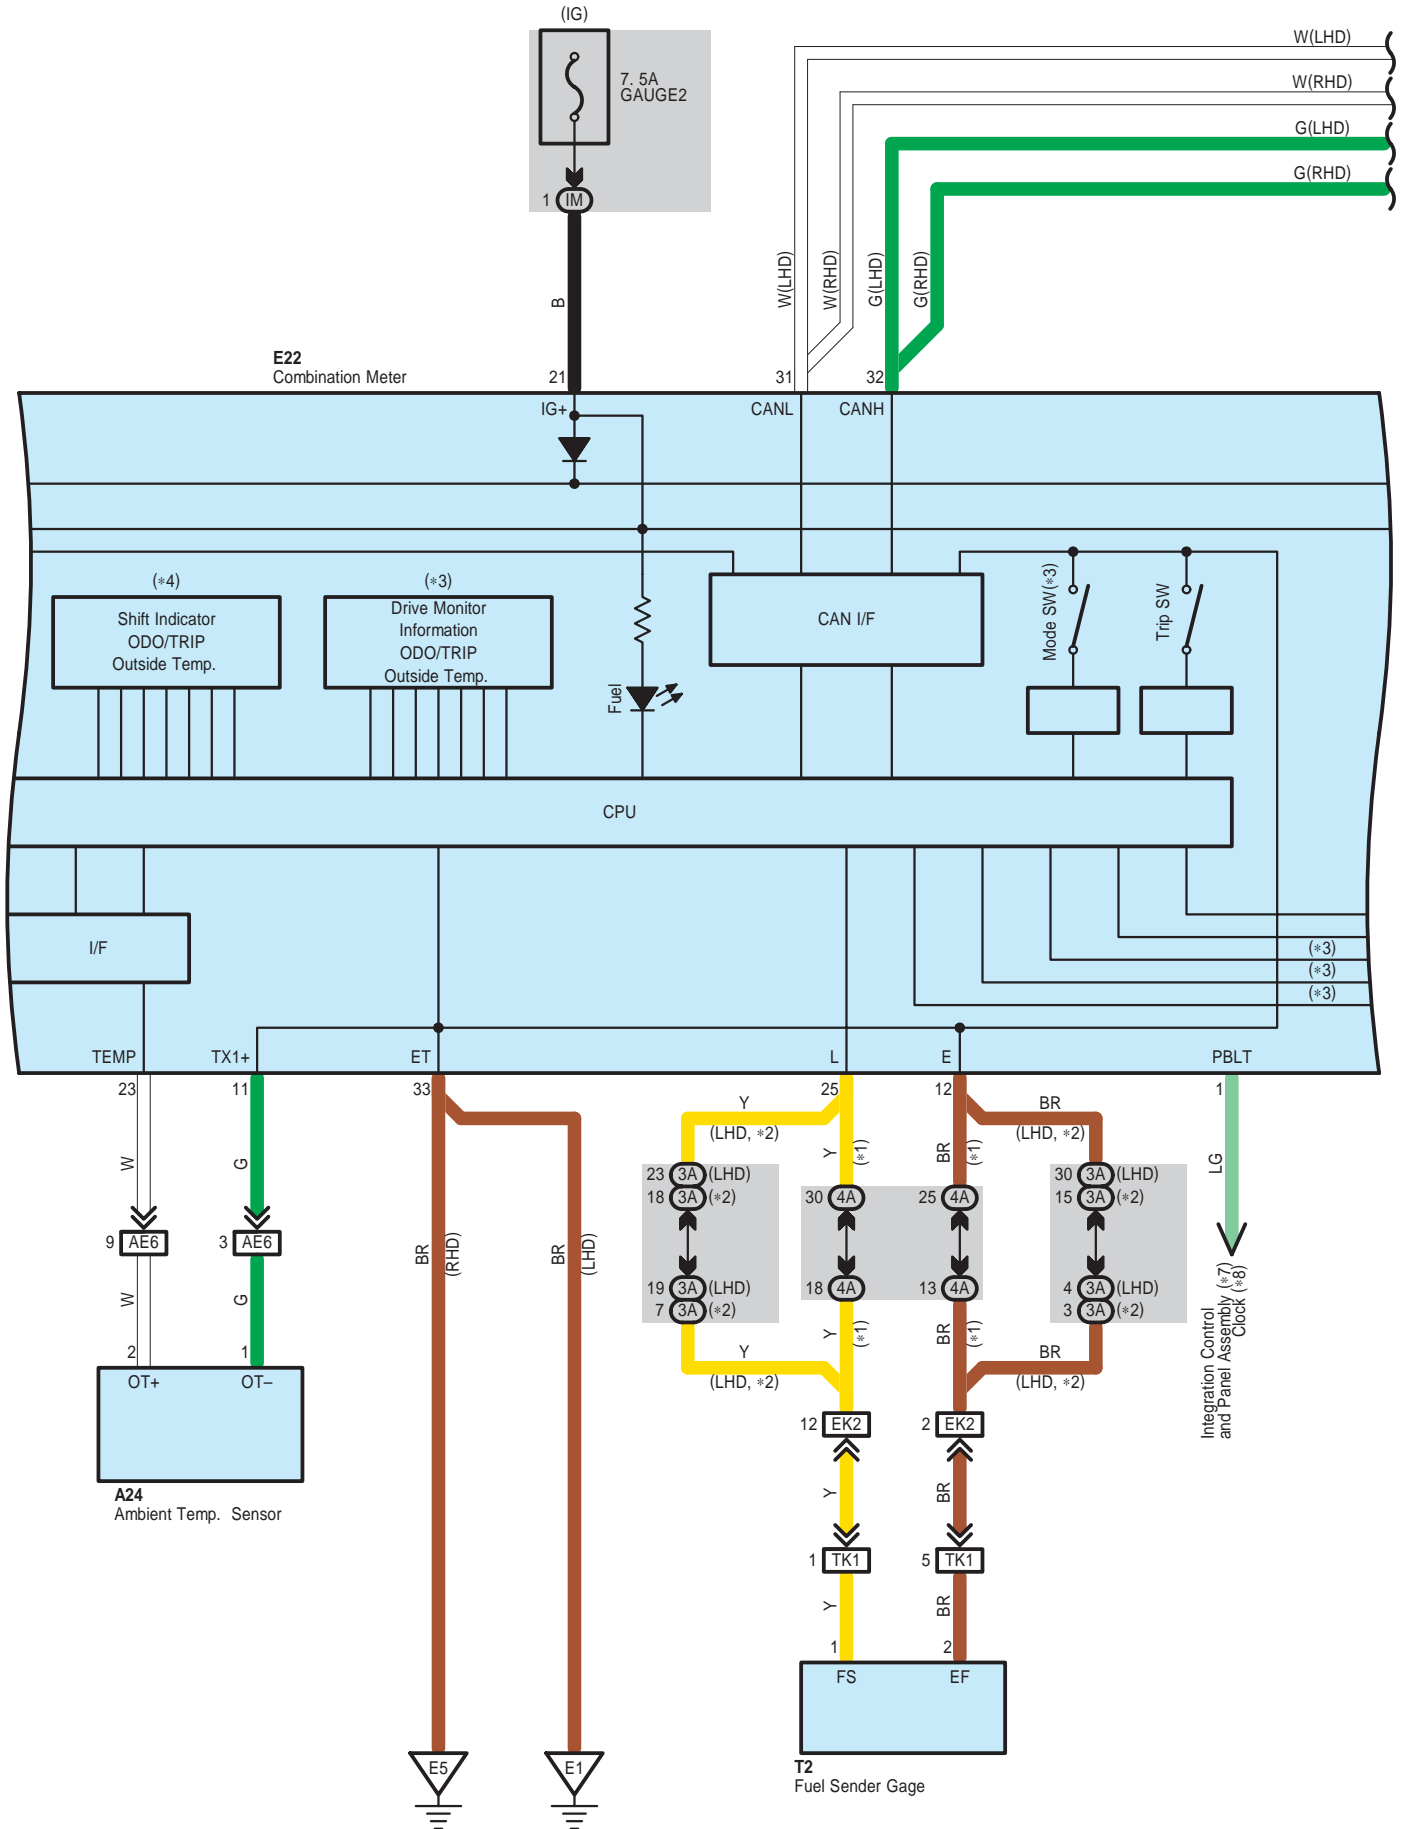 (IG)
7. 5A
GAUGE2
1 IM
W(LHD)
W(RHD)
G(LHD)
G(RHD)
B
W(LHD)
W(RHD)
G(LHD)
G(RHD)
E22
Combination Meter
21
31
32
IG+
CANL
CANH
(*4)
Shift Indicator
ODO/TRIP
Outside Temp.
(*3)
Drive Monitor
Information
ODO/TRIP
Outside Temp.
Fuel
CAN I/F
Mode SW(*3)
Trip SW
CPU
I/F
(*3)
(*3)
(*3)
TEMP
TX1+
ET
L
E
PBLT
23
11
33
25
12
1
W
G
BR
(RHD)
BR
(LHD)
Y
(LHD, *2)
Y
(*1)
BR
(*1)
BR
(LHD, *2)
LG
23 3A (LHD)
18 3A (*2)
30 4A
25 4A
30 3A (LHD)
15 3A (*2)
9 AE6
3 AE6
19 3A (LHD)
7 3A (*2)
18 4A
13 4A
4 3A (LHD)
3 3A (*2)
Integration Control
and Panel Assembly (*7)
Clock (*8)
W
G
Y
(LHD, *2)
Y
(*1)
BR
(*1)
BR
(LHD, *2)
2
1
OT+
OT–
A24
Ambient Temp. Sensor
12 EK2
2 EK2
Y
BR
1 TK1
5 TK1
Y
BR
1
2
FS
EF
T2
Fuel Sender Gage
E5
E1